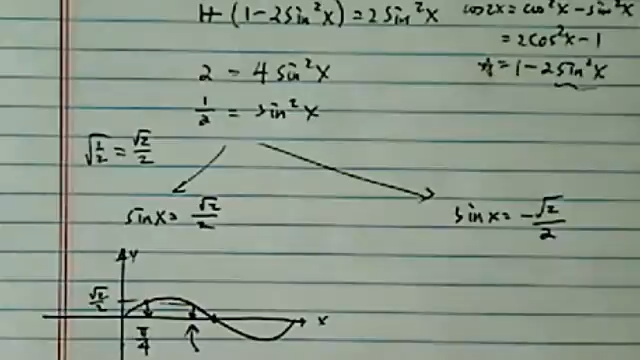 1+(1-2sin²x)=2sin²x
cos2x=cos²x-sin²x
=2cos²x-1
=1-2sin²x
2 = 4sin²x
1/2 = sin²x
√(1/2) = √2/2
sinx= √2/2
sinx= -√2/2
y
√2/2
x
π/4